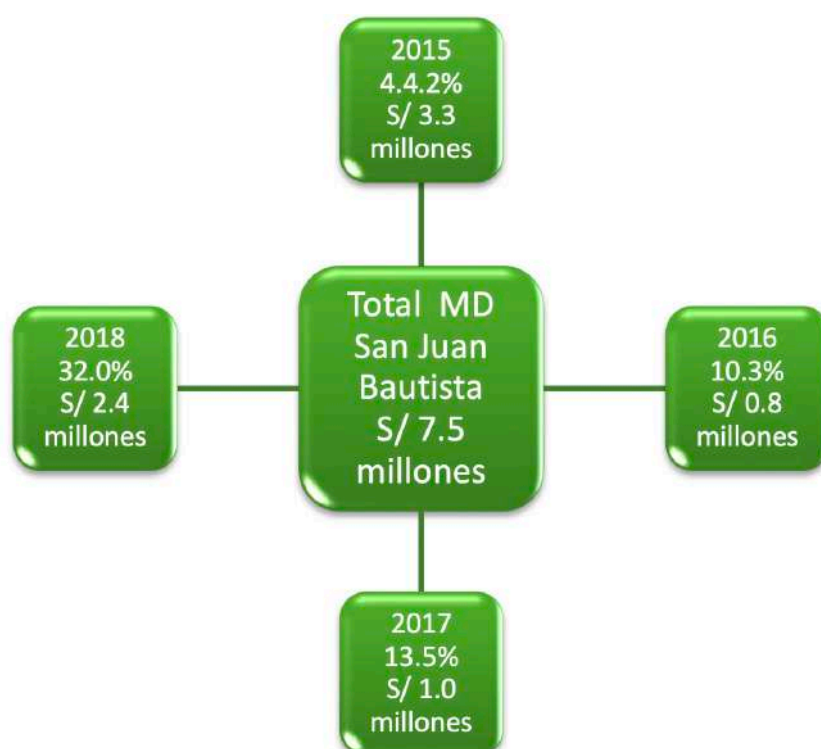 2015
4.4.2%
S/ 3.3
millones
Total MD
San Juan
Bautista
S/ 7.5
millones
2018
32.0%
S/ 2.4
millones
2016
10.3%
S/ 0.8
millones
2017
13.5%
S/ 1.0
millones